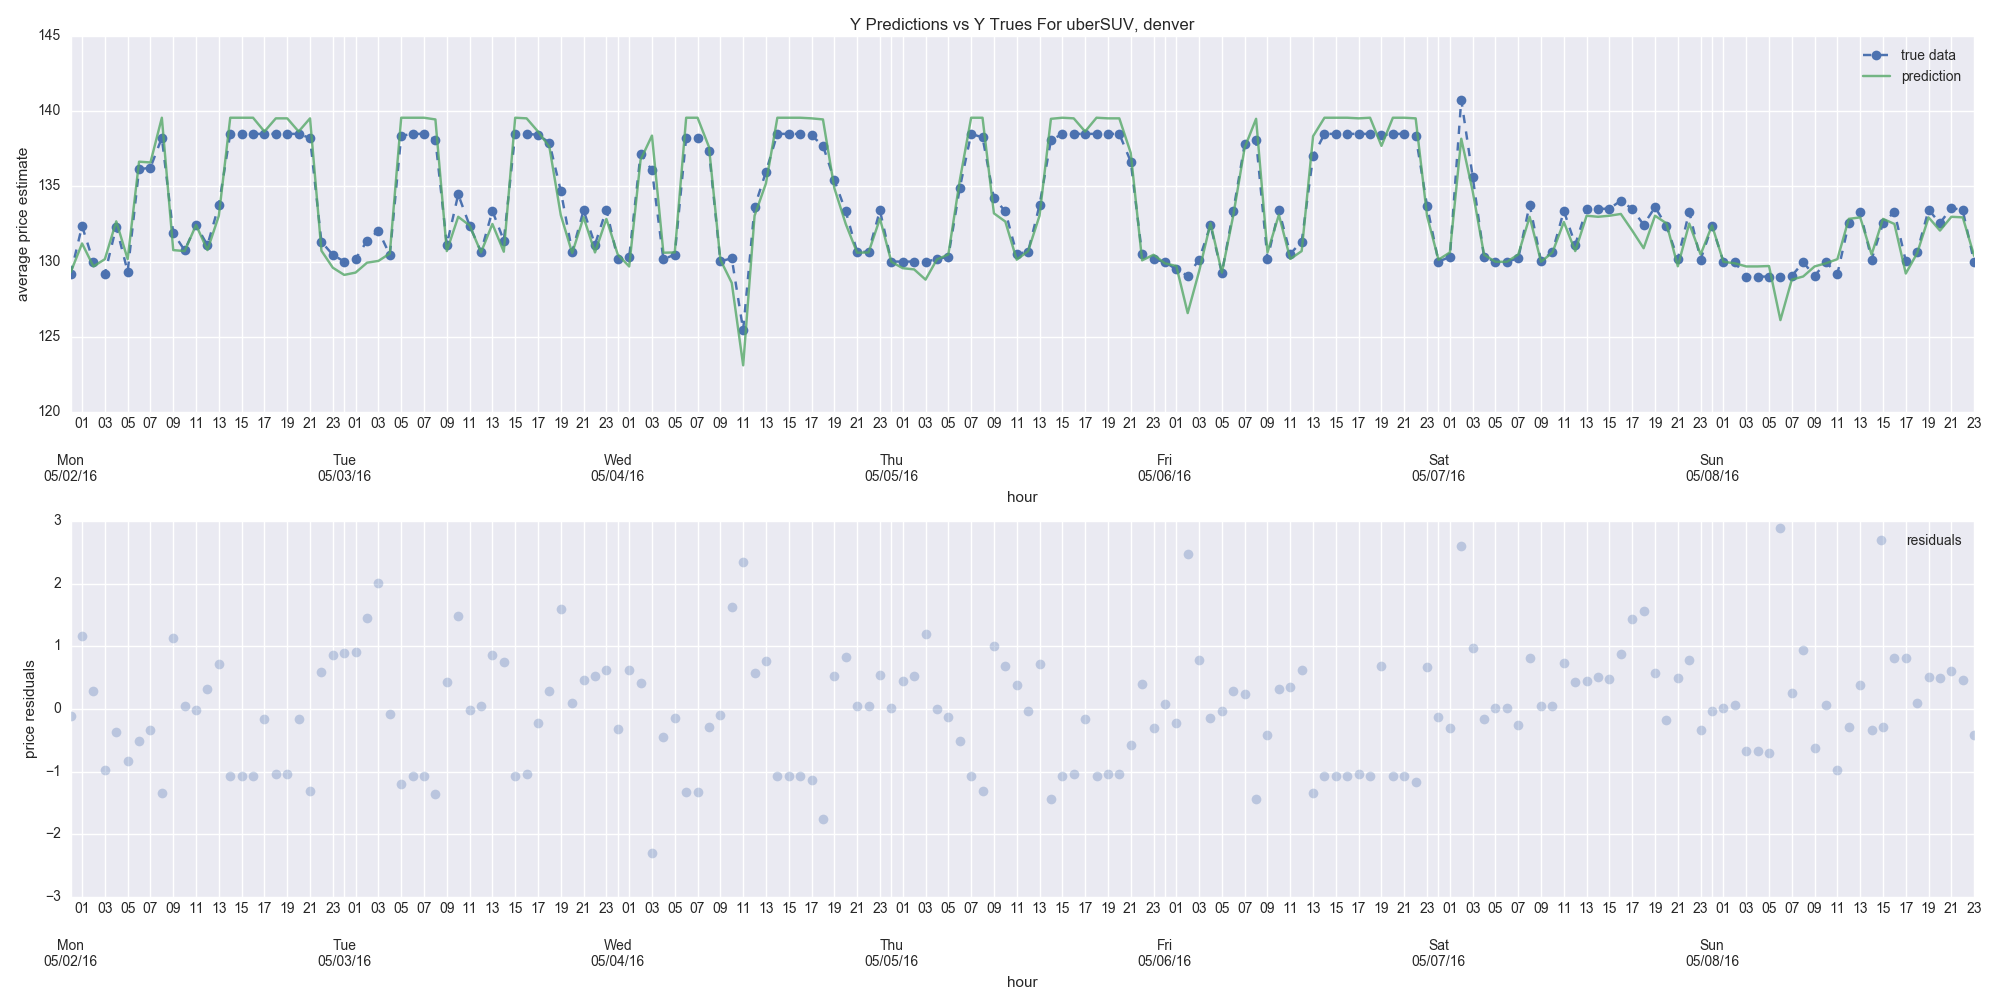 Y Predictions vs Y Trues For uberSUV, denver
145
140
135
130
125
120
average price estimate
true data
prediction
01 03 05 07 09 11 13 15 17 19 21 23 01 03 05 07 09 11 13 15 17 19 21 23 01 03 05 07 09 11 13 15 17 19 21 23 01 03 05 07 09 11 13 15 17 19 21 23 01 03 05 07 09 11 13 15 17 19 21 23 01 03 05 07 09 11 13 15 17 19 21 23 01 03 05 07 09 11 13 15 17 19 21 23
Mon Tue Wed Thu Fri Sat Sun
05/02/16 05/03/16 05/04/16 05/05/16 05/06/16 05/07/16 05/08/16
hour
3
2
1
0
−1
−2
−3
price residuals
residuals
01 03 05 07 09 11 13 15 17 19 21 23 01 03 05 07 09 11 13 15 17 19 21 23 01 03 05 07 09 11 13 15 17 19 21 23 01 03 05 07 09 11 13 15 17 19 21 23 01 03 05 07 09 11 13 15 17 19 21 23 01 03 05 07 09 11 13 15 17 19 21 23 01 03 05 07 09 11 13 15 17 19 21 23
Mon Tue Wed Thu Fri Sat Sun
05/02/16 05/03/16 05/04/16 05/05/16 05/06/16 05/07/16 05/08/16
hour